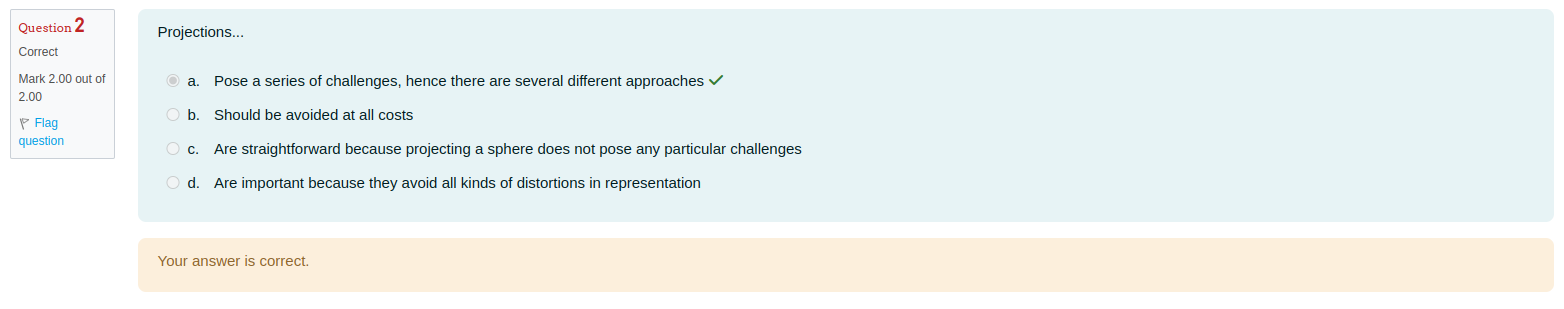 Question 2
Correct
Mark 2.00 out of
2.00
Flag
question
Projections...
a. Pose a series of challenges, hence there are several different approaches
b. Should be avoided at all costs
c. Are straightforward because projecting a sphere does not pose any particular challenges
d. Are important because they avoid all kinds of distortions in representation
Your answer is correct.